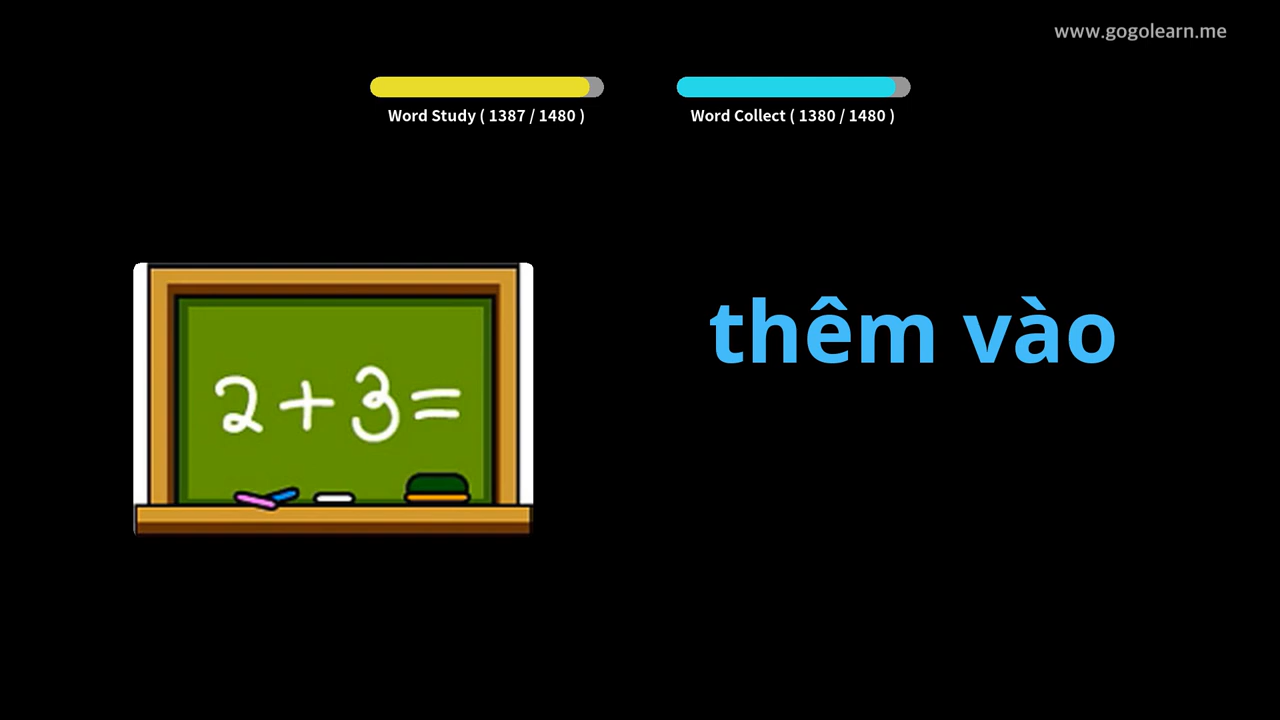 www.gogolearn.me
Word Study ( 1387 / 1480 )
Word Collect ( 1380 / 1480 )
thêm vào
2 + 3 =